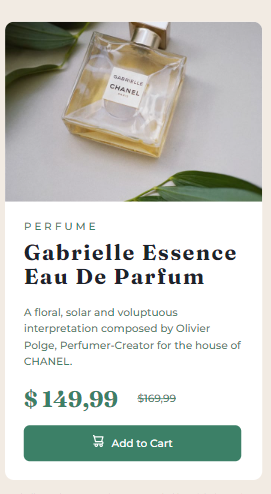 GABRIELLE
CHANEL
PERFUME
Gabrielle Essence
Eau De Parfum
A floral, solar and voluptuous
interpretation composed by Olivier
Polge, Perfumer-Creator for the house of
CHANEL.
$ 149,99 $169,99
Add to Cart